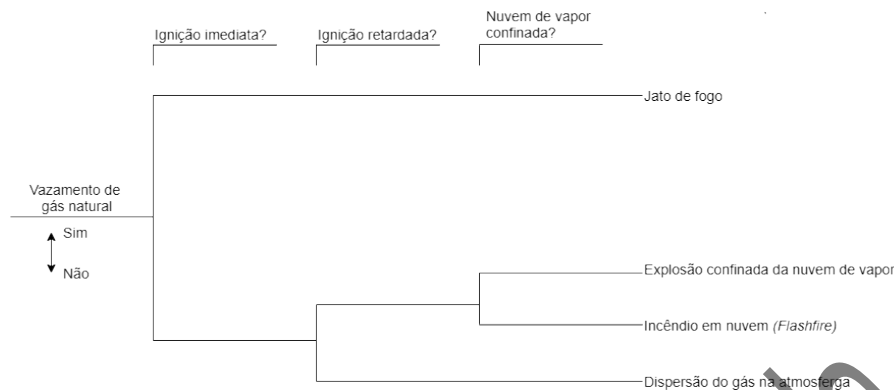 Ignição imediata?
Ignição retardada?
Nuvem de vapor
confinada?
Jato de fogo
Vazamento de
gás natural
Sim
Não
Explosão confinada da nuvem de vapor
Incêndio em nuvem (Flashfire)
Dispersão do gás na atmosferga